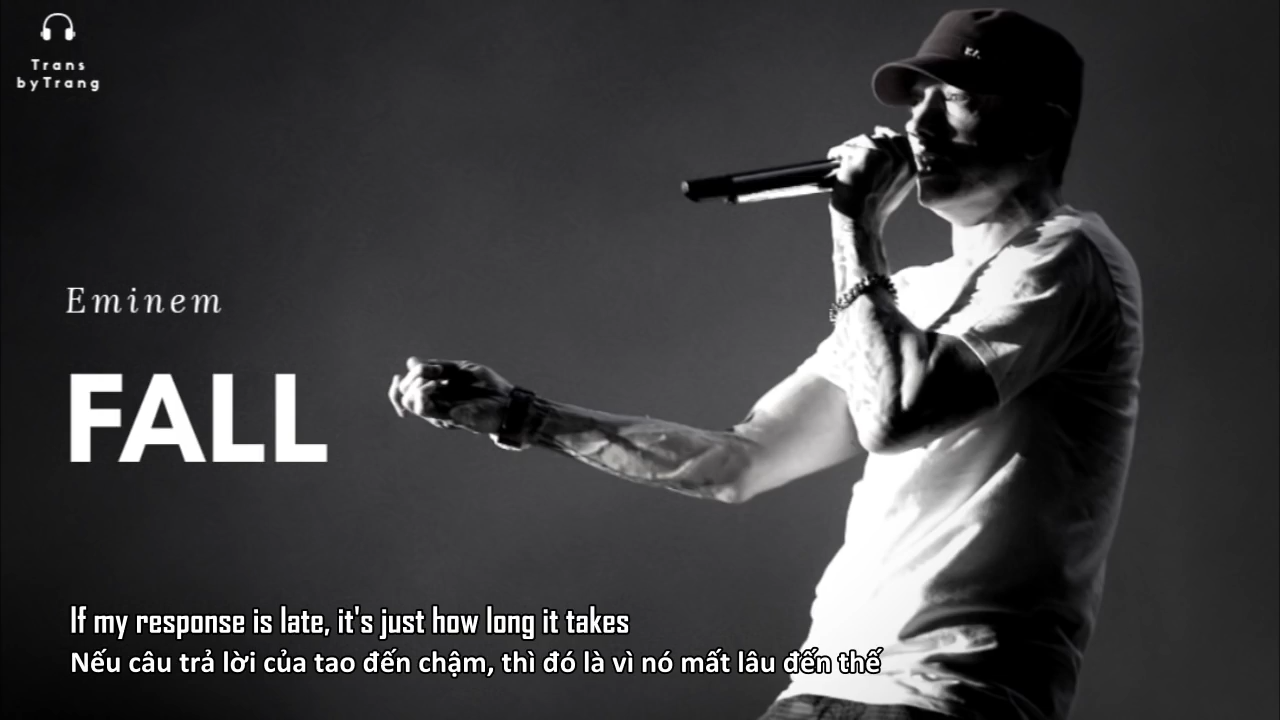 Trans
byTrang
Eminem
FALL
If my response is late, it's just how long it takes
Nếu câu trả lời của tao đến chậm, thì đó là vì nó mất lâu đến thế